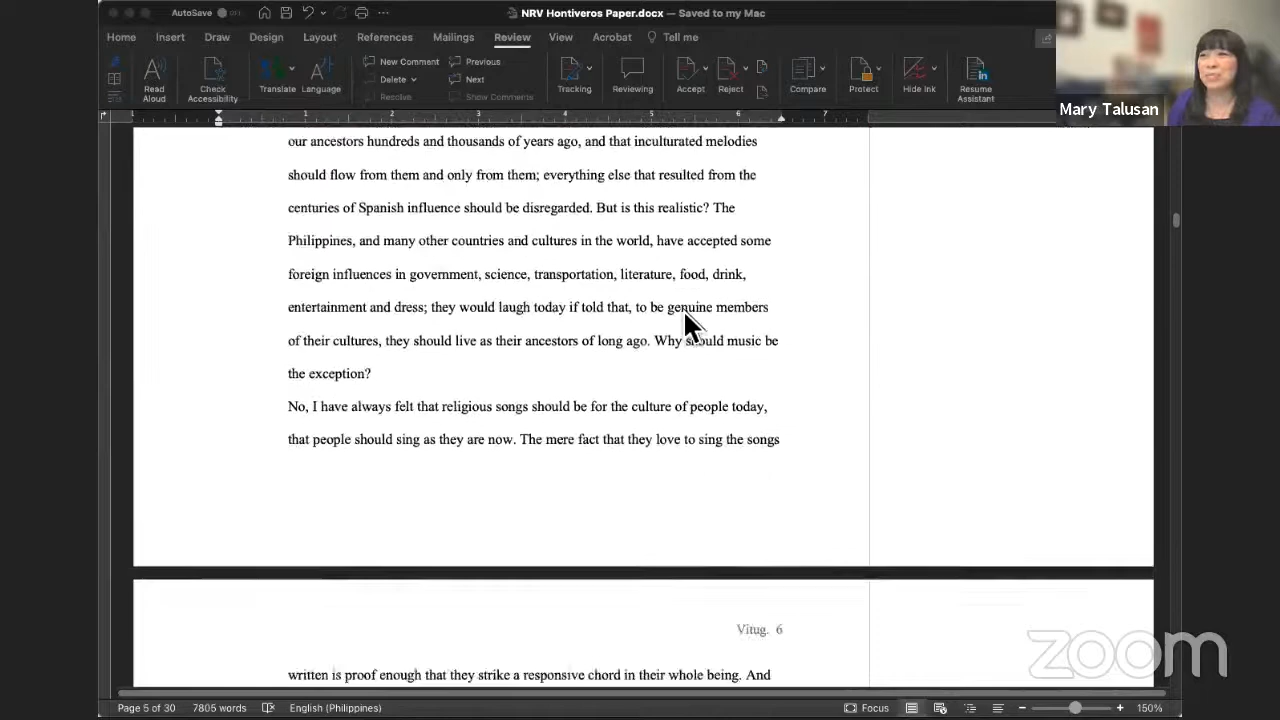 AutoSave OFF
NRV Hontiveros Paper.docx — Saved to my Mac
Home Insert Draw Design Layout References Mailings Review View Acrobat Tell me
Read Aloud
Check Accessibility
Translate
Language
New Comment
Delete
Resolve
Previous
Next
Show Comments
Tracking
Reviewing
Accept
Reject
Compare
Protect
Hide Ink
Resume Assistant
Mary Talusan
1 1 2 3 4 5 6 7
our ancestors hundreds and thousands of years ago, and that inculturated melodies
should flow from them and only from them; everything else that resulted from the
centuries of Spanish influence should be disregarded. But is this realistic? The
Philippines, and many other countries and cultures in the world, have accepted some
foreign influences in government, science, transportation, literature, food, drink,
entertainment and dress; they would laugh today if told that, to be genuine members
of their cultures, they should live as their ancestors of long ago. Why should music be
the exception?
No, I have always felt that religious songs should be for the culture of people today,
that people should sing as they are now. The mere fact that they love to sing the songs
Vitug. 6
written is proof enough that they strike a responsive chord in their whole being. And
zoom
Page 5 of 30 7805 words English (Philippines) Focus 150%